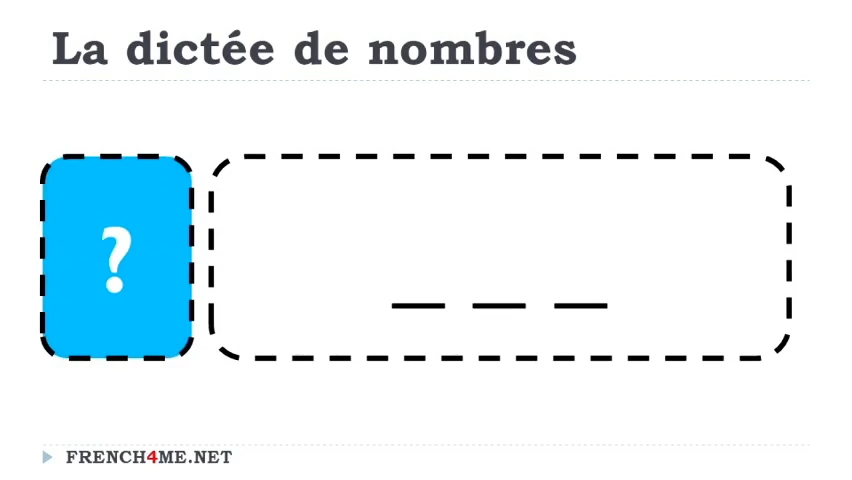 La dictée de nombres
?
_ _ _
FRENCH4ME.NET